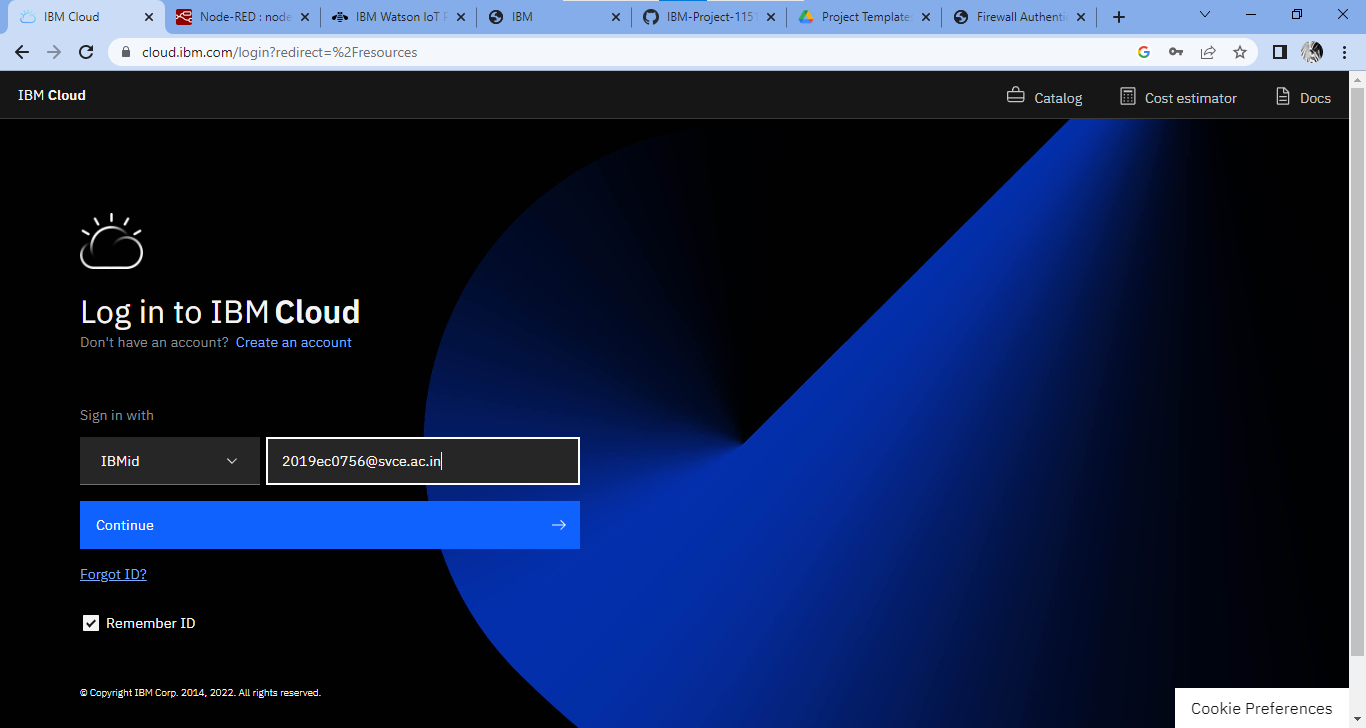 IBM Cloud
Node-RED : node
IBM Watson IoT P
IBM
IBM-Project-1151
Project Template
Firewall Authenti
cloud.ibm.com/login?redirect=%2Fresources
IBM Cloud
Catalog
Cost estimator
Docs
Log in to IBM Cloud
Don't have an account? Create an account
Sign in with
IBMid
2019ec0756@svce.ac.in
Continue
Forgot ID?
Remember ID
© Copyright IBM Corp. 2014, 2022. All rights reserved.
Cookie Preferences